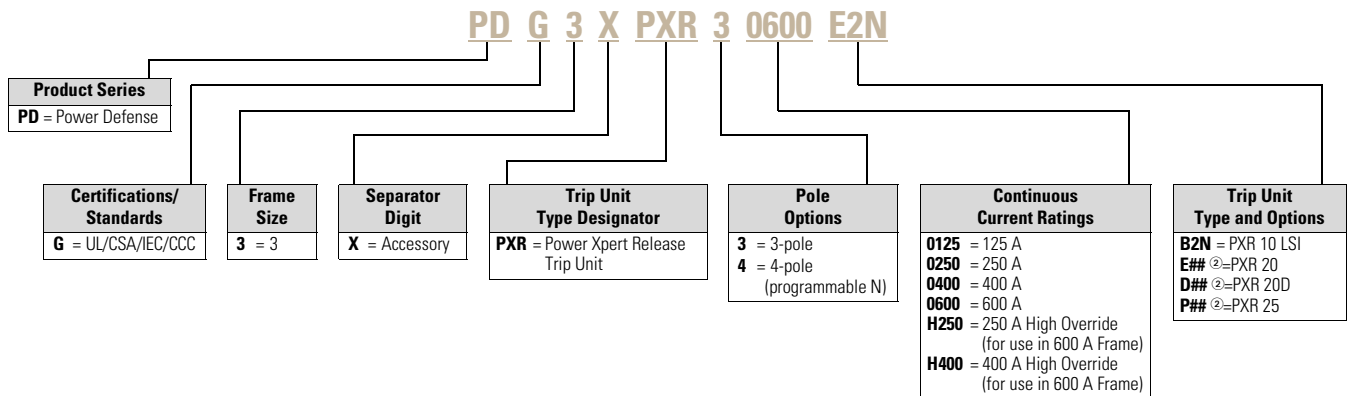 PD G 3 X PXR 3 0600 E2N
Product Series
PD = Power Defense
Certifications/
Standards
G = UL/CSA/IEC/CCC
Frame
Size
3 = 3
Separator
Digit
X = Accessory
Trip Unit
Type Designator
PXR = Power Xpert Release
Trip Unit
Pole
Options
3 = 3-pole
4 = 4-pole
(programmable N)
Continuous
Current Ratings
0125 = 125 A
0250 = 250 A
0400 = 400 A
0600 = 600 A
H250 = 250 A High Override
(for use in 600 A Frame)
H400 = 400 A High Override
(for use in 600 A Frame)
Trip Unit
Type and Options
B2N = PXR 10 LSI
E## ②=PXR 20
D## ②=PXR 20D
P## ②=PXR 25